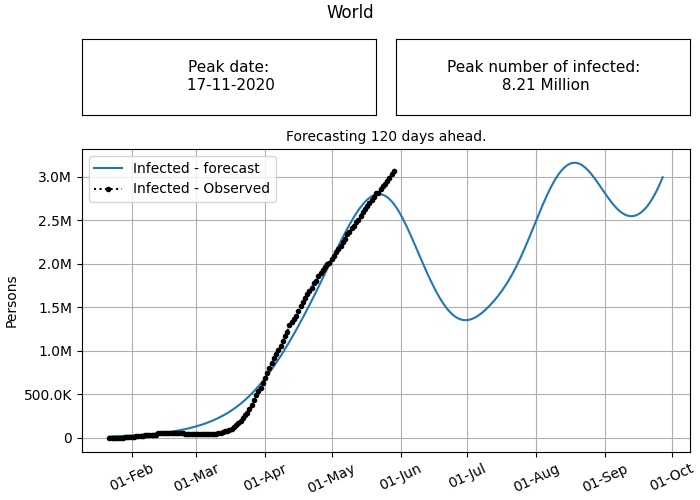 World
Peak date:
17-11-2020
Peak number of infected:
8.21 Million
Forecasting 120 days ahead.
Infected - forecast
Infected - Observed
Persons
3.0M
2.5M
2.0M
1.5M
1.0M
500.0K
0
01-Feb
01-Mar
01-Apr
01-May
01-Jun
01-Jul
01-Aug
01-Sep
01-Oct